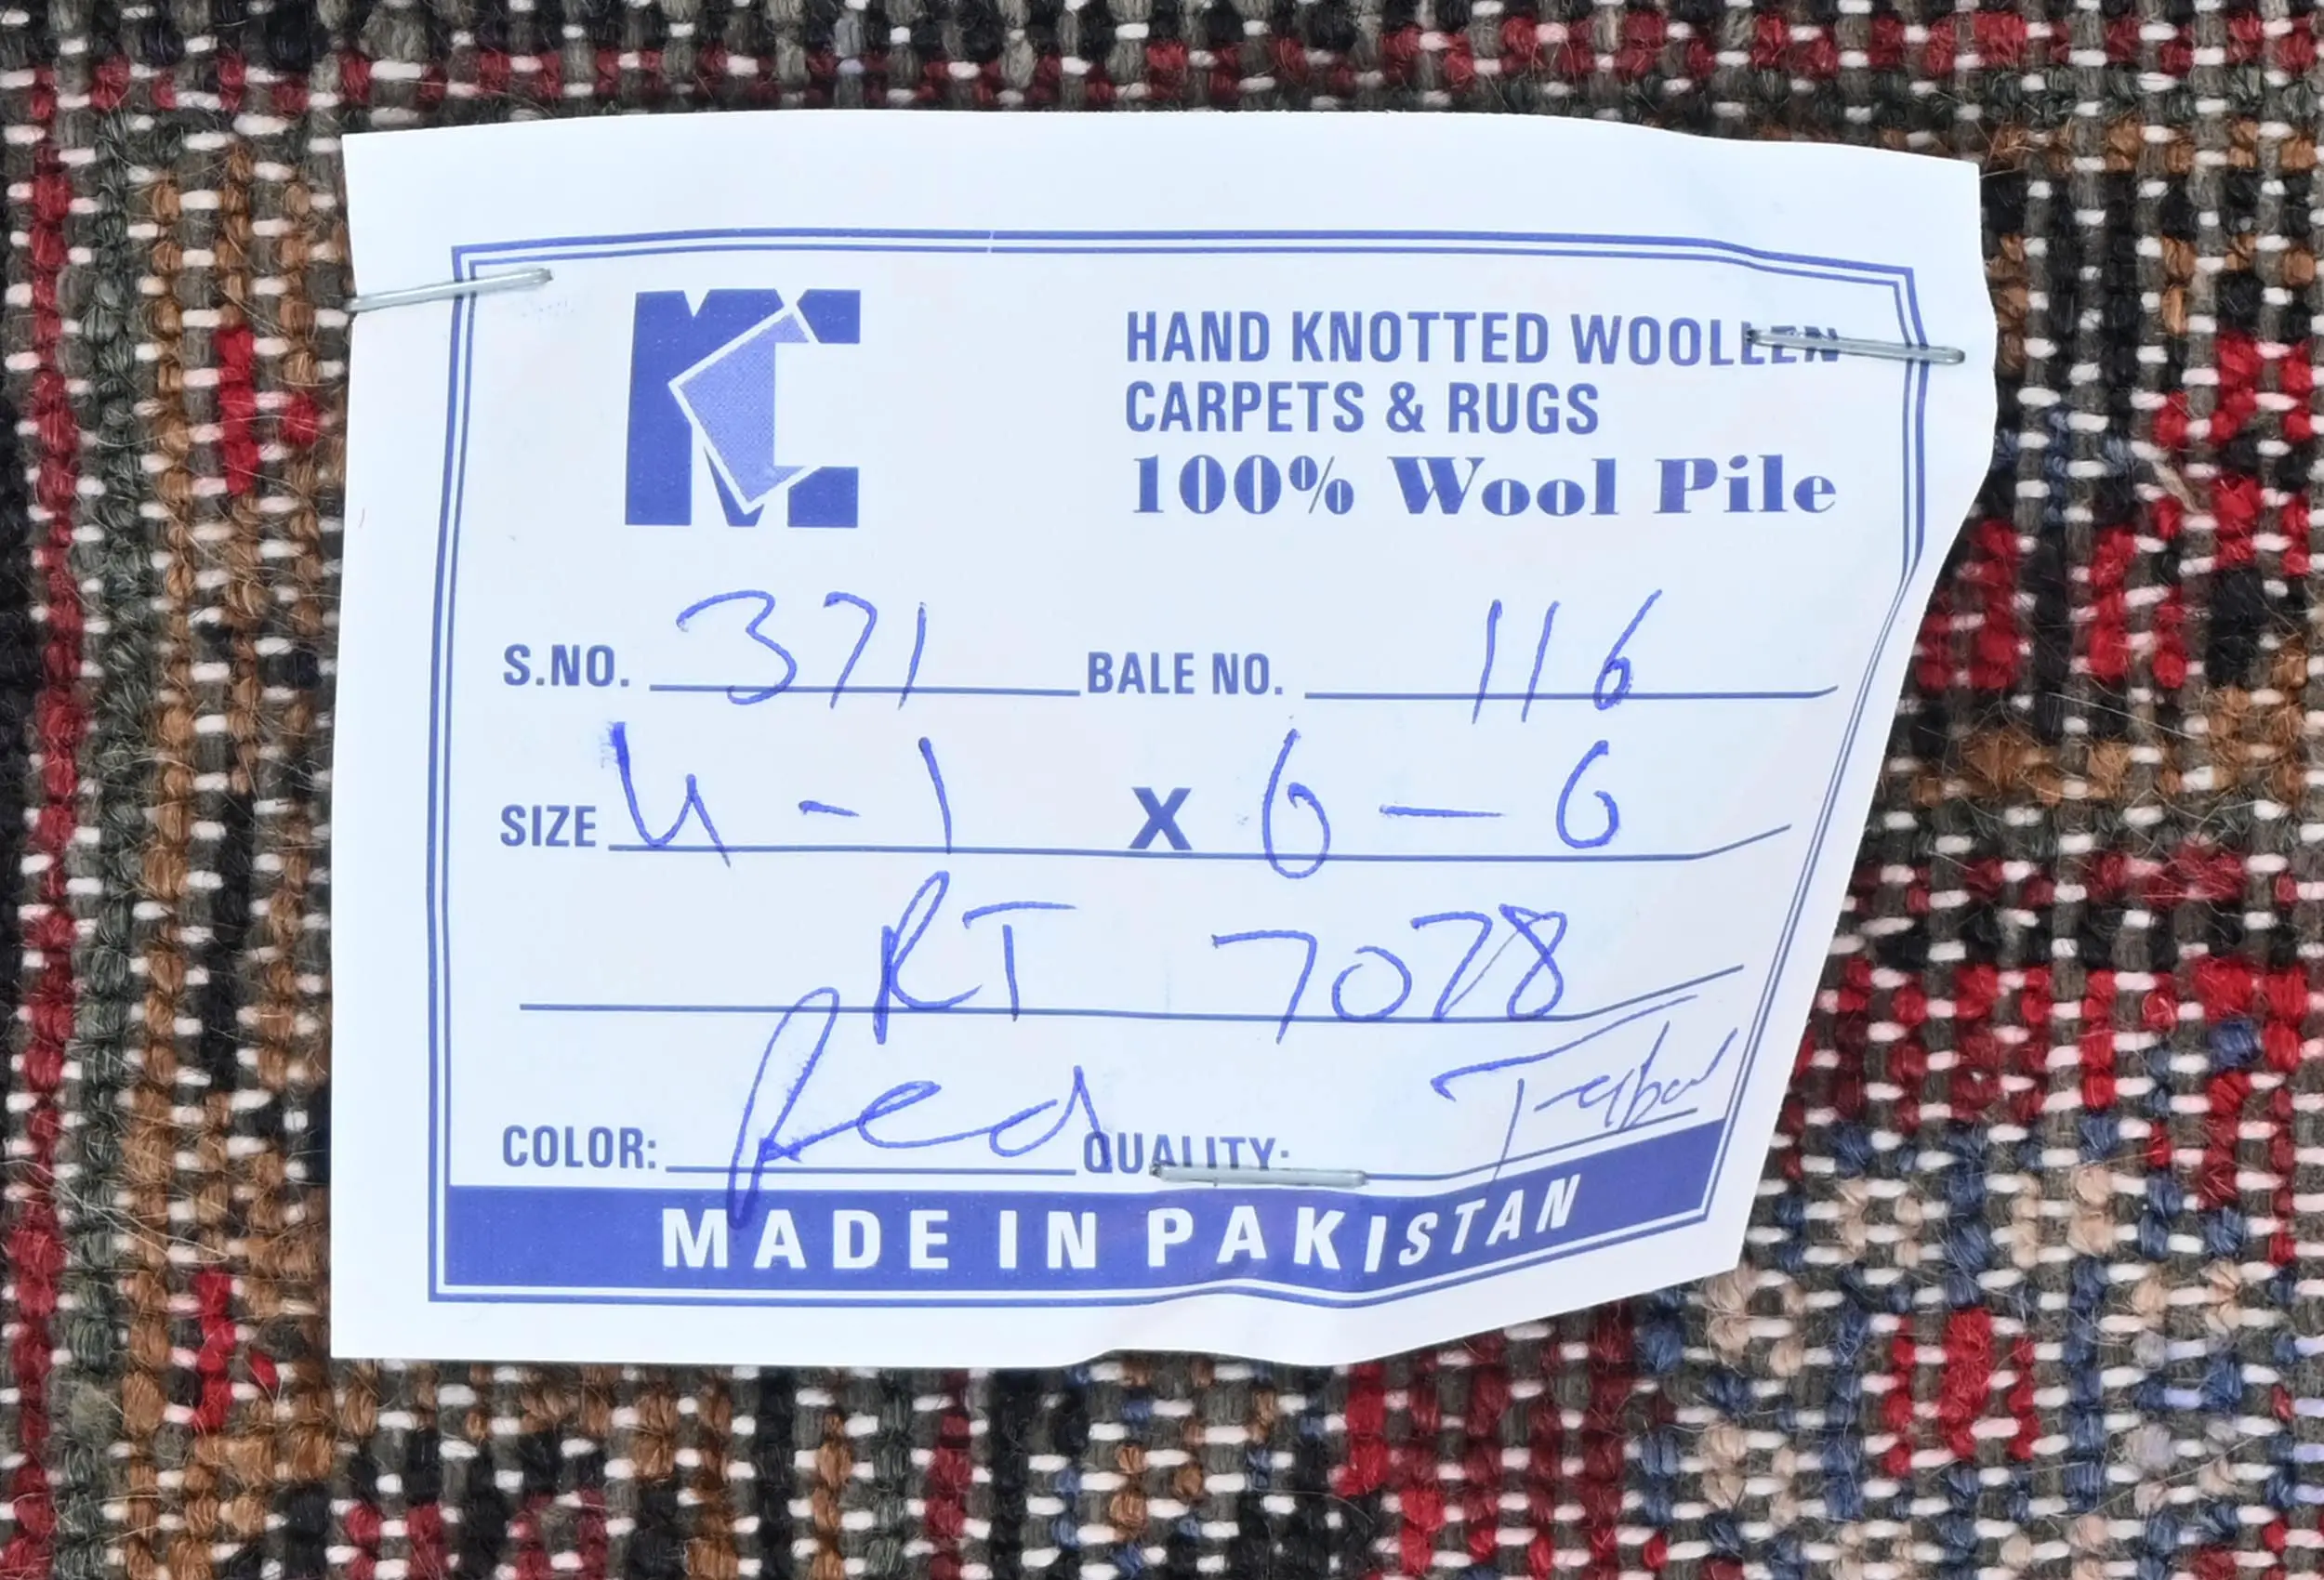 MC
HAND KNOTTED WOOLLEN
CARPETS & RUGS
100% Wool Pile
S.NO. 371 BALE NO. 116
SIZE 4-1 X 6-6
RT 7078
COLOR: Red QUALITY:
MADE IN PAKISTAN